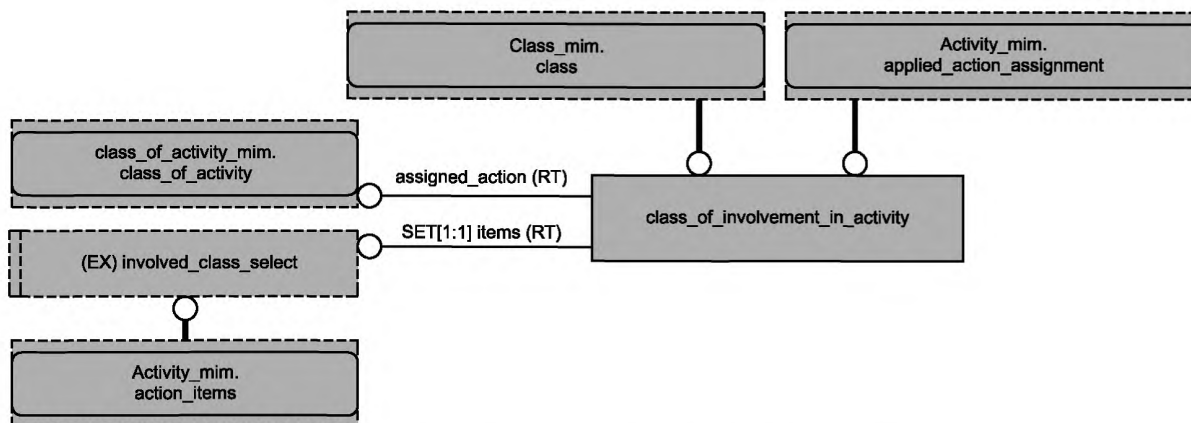 Class_mim.
class
Activity_mim.
applied_action_assignment
class_of_activity_mim.
class_of_activity
assigned_action (RT)
class_of_involvement_in_activity
SET[1:1] items (RT)
(EX) involved_class_select
Activity_mim.
action_items